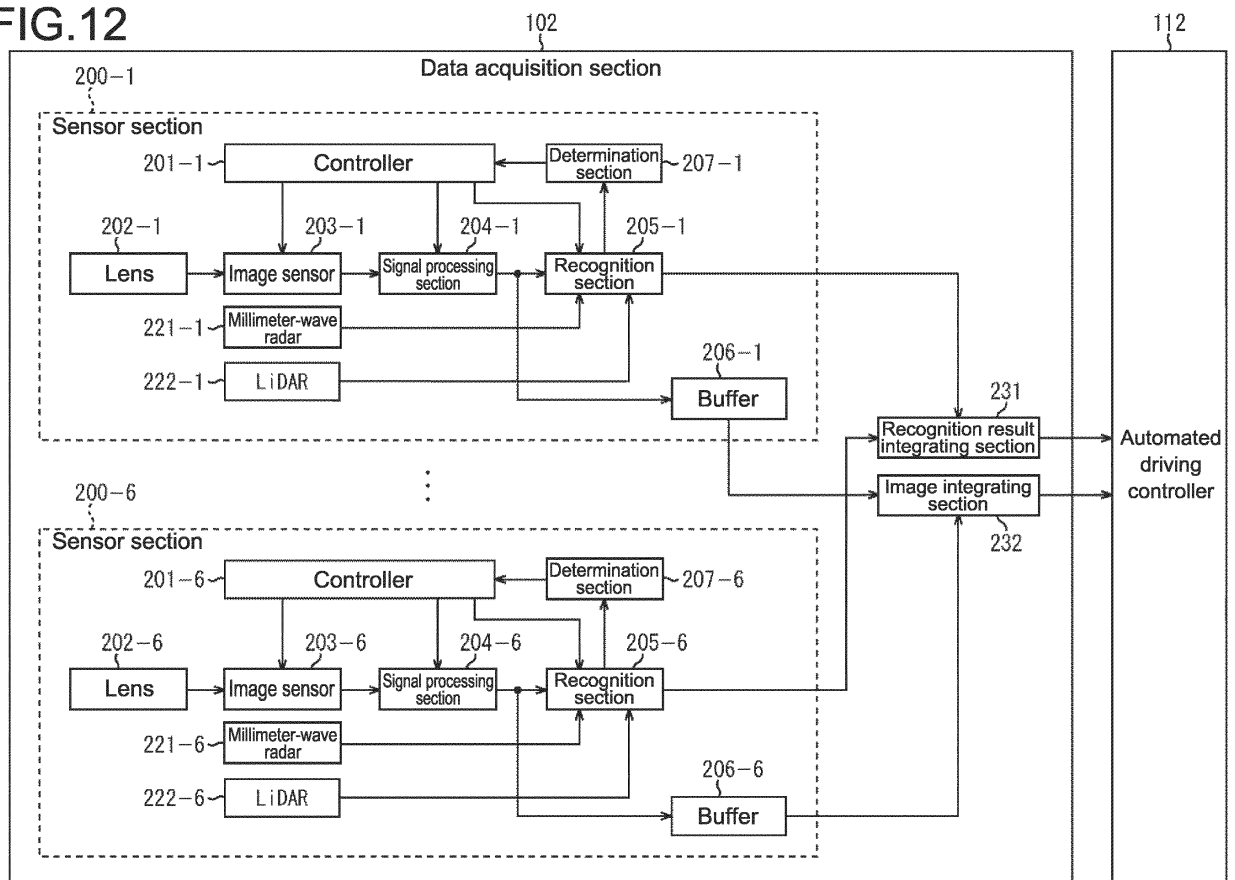 FIG.12
102
112
Data acquisition section
200-1
Sensor section
201-1
Controller
Determination
section
207-1
202-1
203-1
204-1
205-1
Lens
Image sensor
Signal processing
section
Recognition
section
221-1
Millimeter-wave
radar
222-1
LiDAR
206-1
Buffer
231
Recognition result
integrating section
Image integrating
section
232
Automated
driving
controller
200-6
Sensor section
201-6
Controller
Determination
section
207-6
202-6
203-6
204-6
205-6
Lens
Image sensor
Signal processing
section
Recognition
section
221-6
Millimeter-wave
radar
222-6
LiDAR
206-6
Buffer